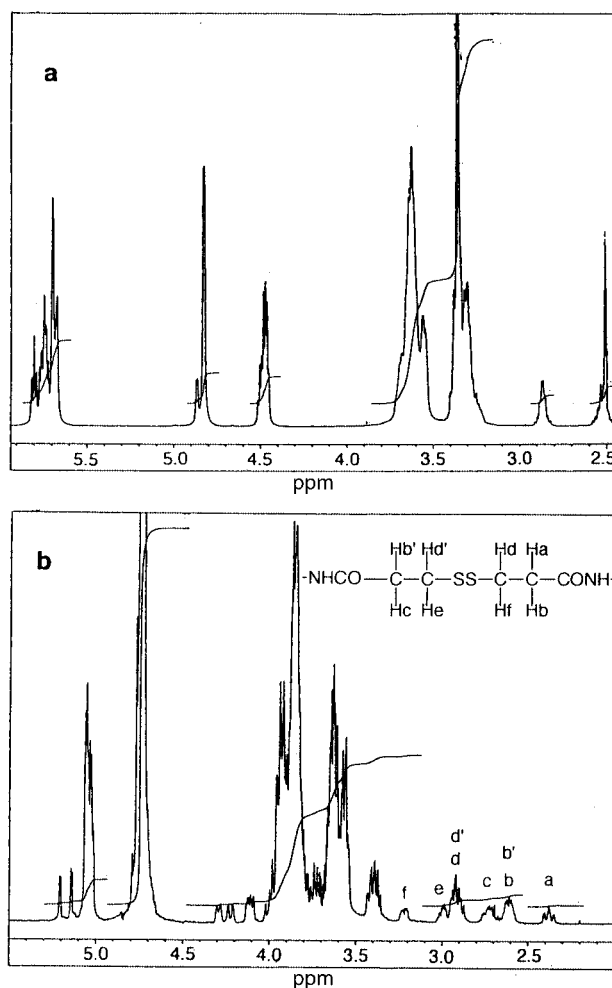 a
5.5 5.0 4.5 4.0 3.5 3.0 2.5
ppm
b
Hb' Hd' Hd Ha
-NHCO—C—C—SS—C—C—CONH-
Hc He Hf Hb
d' b'
f e d c b a
5.0 4.5 4.0 3.5 3.0 2.5
ppm